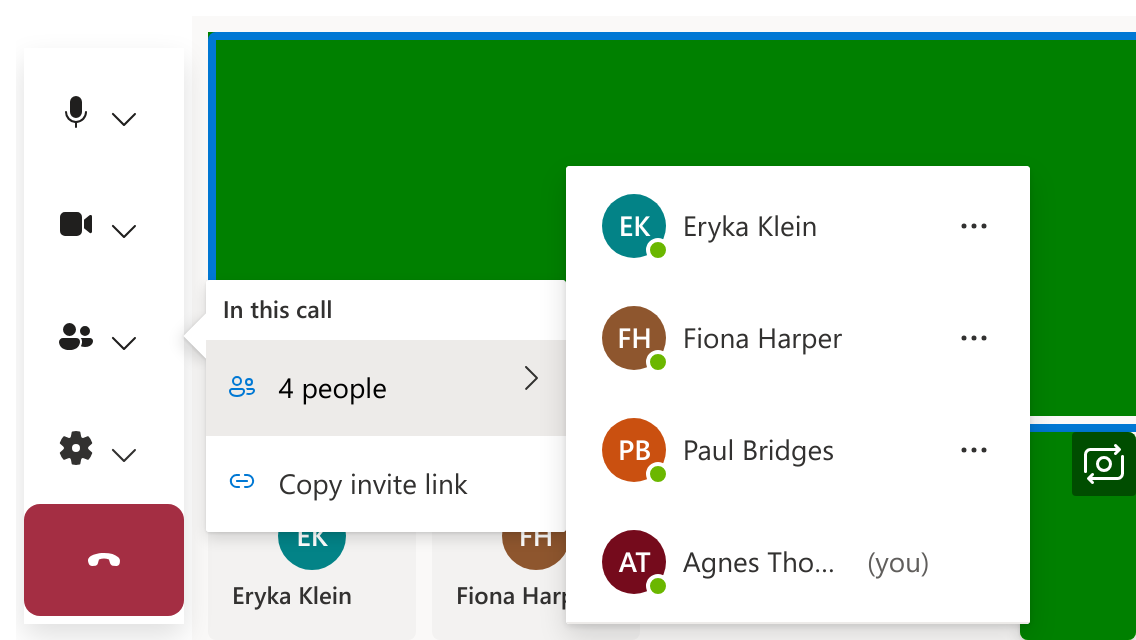 EK Eryka Klein
FH Fiona Harper
In this call
4 people
PB Paul Bridges
Copy invite link
EK
FH
AT Agnes Tho... (you)
Eryka Klein
Fiona Harp